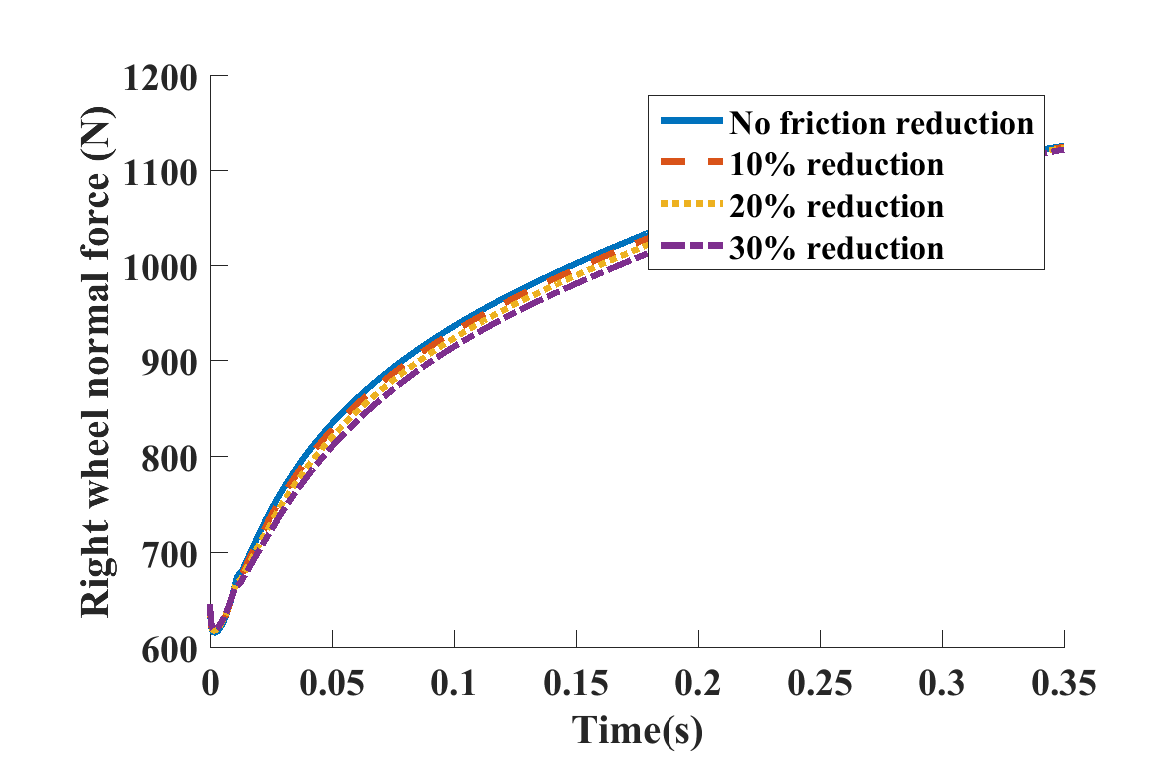 1200
1100
1000
900
800
700
600
Right wheel normal force (N)
No friction reduction
10% reduction
20% reduction
30% reduction
0 0.05 0.1 0.15 0.2 0.25 0.3 0.35
Time(s)